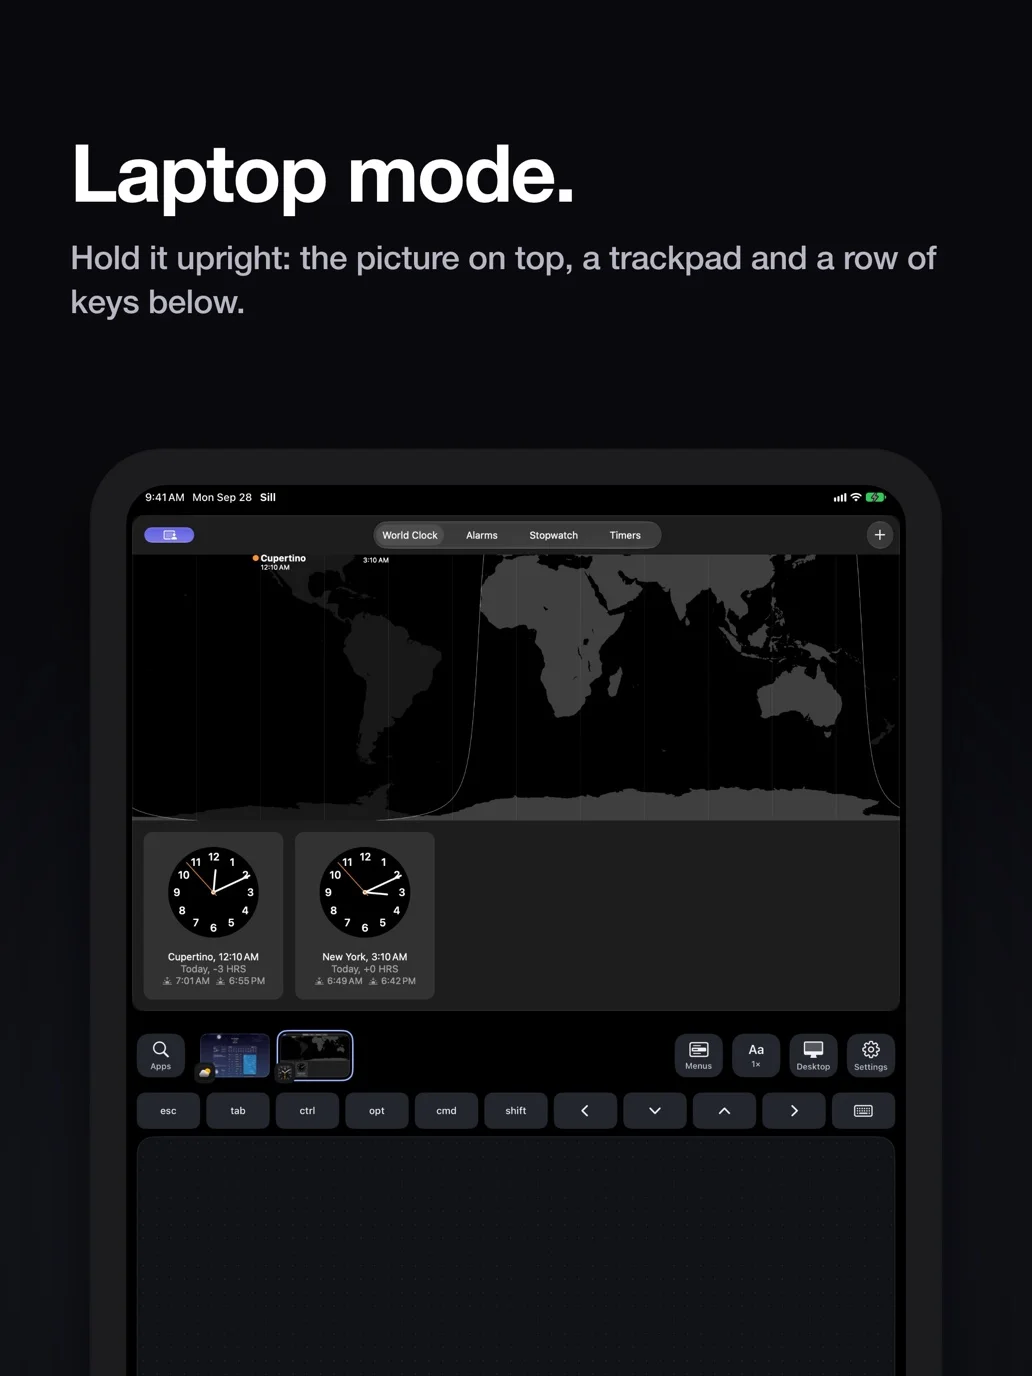 Laptop mode.
Hold it upright: the picture on top, a trackpad and a row of
keys below.
9:41 AM Mon Sep 28 Sill
World Clock Alarms Stopwatch Timers
Cupertino
12:10 AM
3:10 AM
12 1 2 3 4 5 6 7 8 9 10 11
12 1 2 3 4 5 6 7 8 9 10 11
Cupertino, 12:10 AM
Today, -3 HRS
7:01 AM 6:55 PM
New York, 3:10 AM
Today, +0 HRS
6:49 AM 6:42 PM
Apps
Menus
Aa
1×
Desktop
Settings
esc tab ctrl opt cmd shift